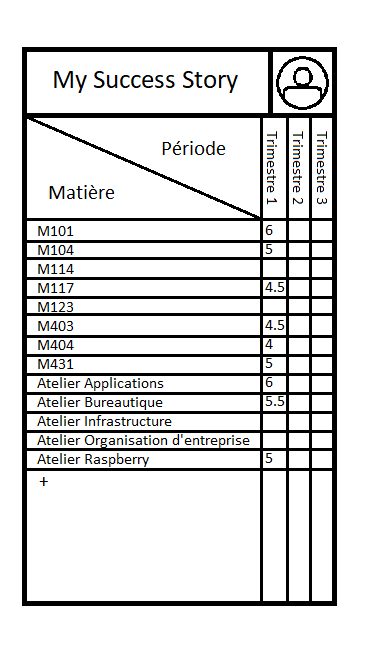 My Success Story
Période
Matière
Trimestre 1
Trimestre 2
Trimestre 3
M101 6
M104 5
M114
M117 4.5
M123
M403 4.5
M404 4
M431 5
Atelier Applications 6
Atelier Bureautique 5.5
Atelier Infrastructure
Atelier Organisation d'entreprise
Atelier Raspberry 5
+